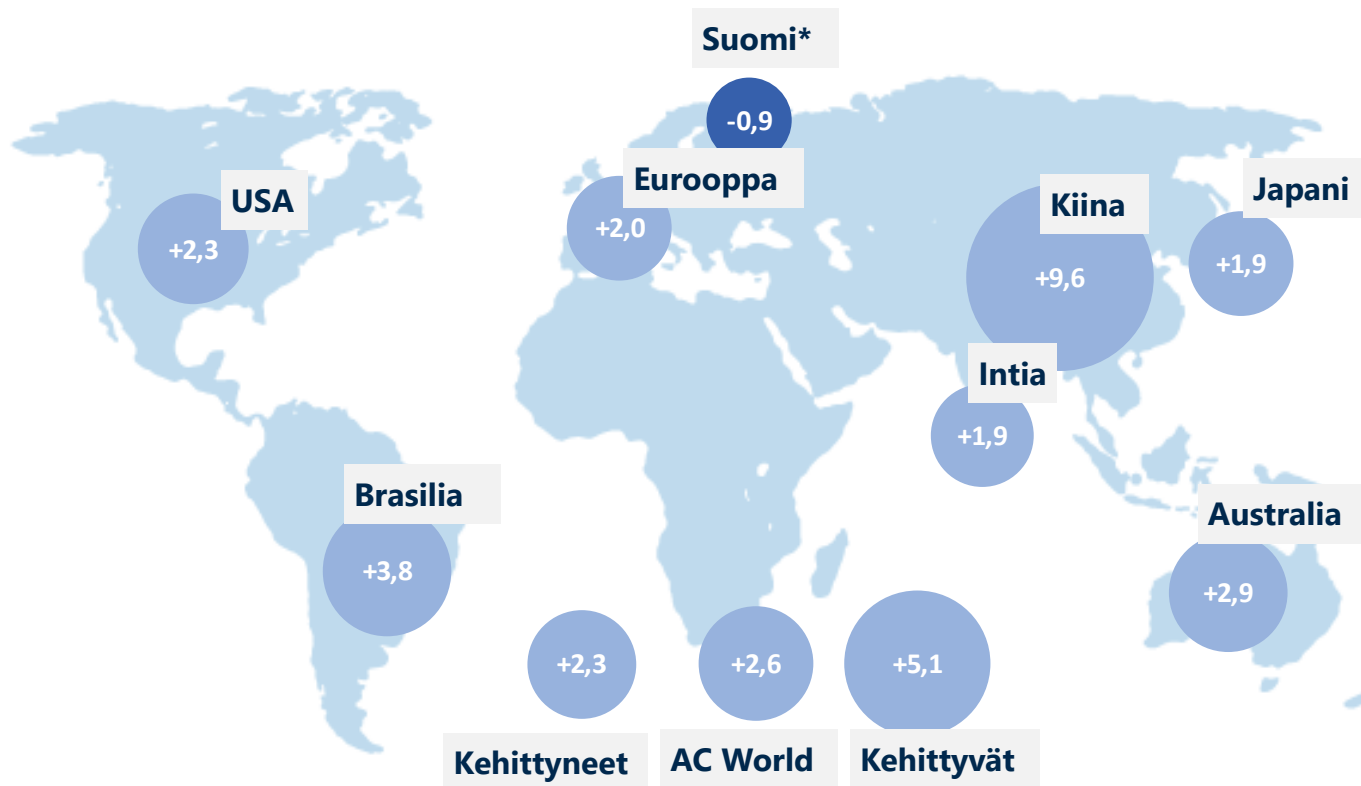 Suomi*
-0,9
Eurooppa
+2,0
USA
+2,3
Kiina
+9,6
Japani
+1,9
Intia
+1,9
Brasilia
+3,8
Australia
+2,9
+2,3
+2,6
+5,1
Kehittyneet
AC World
Kehittyvät